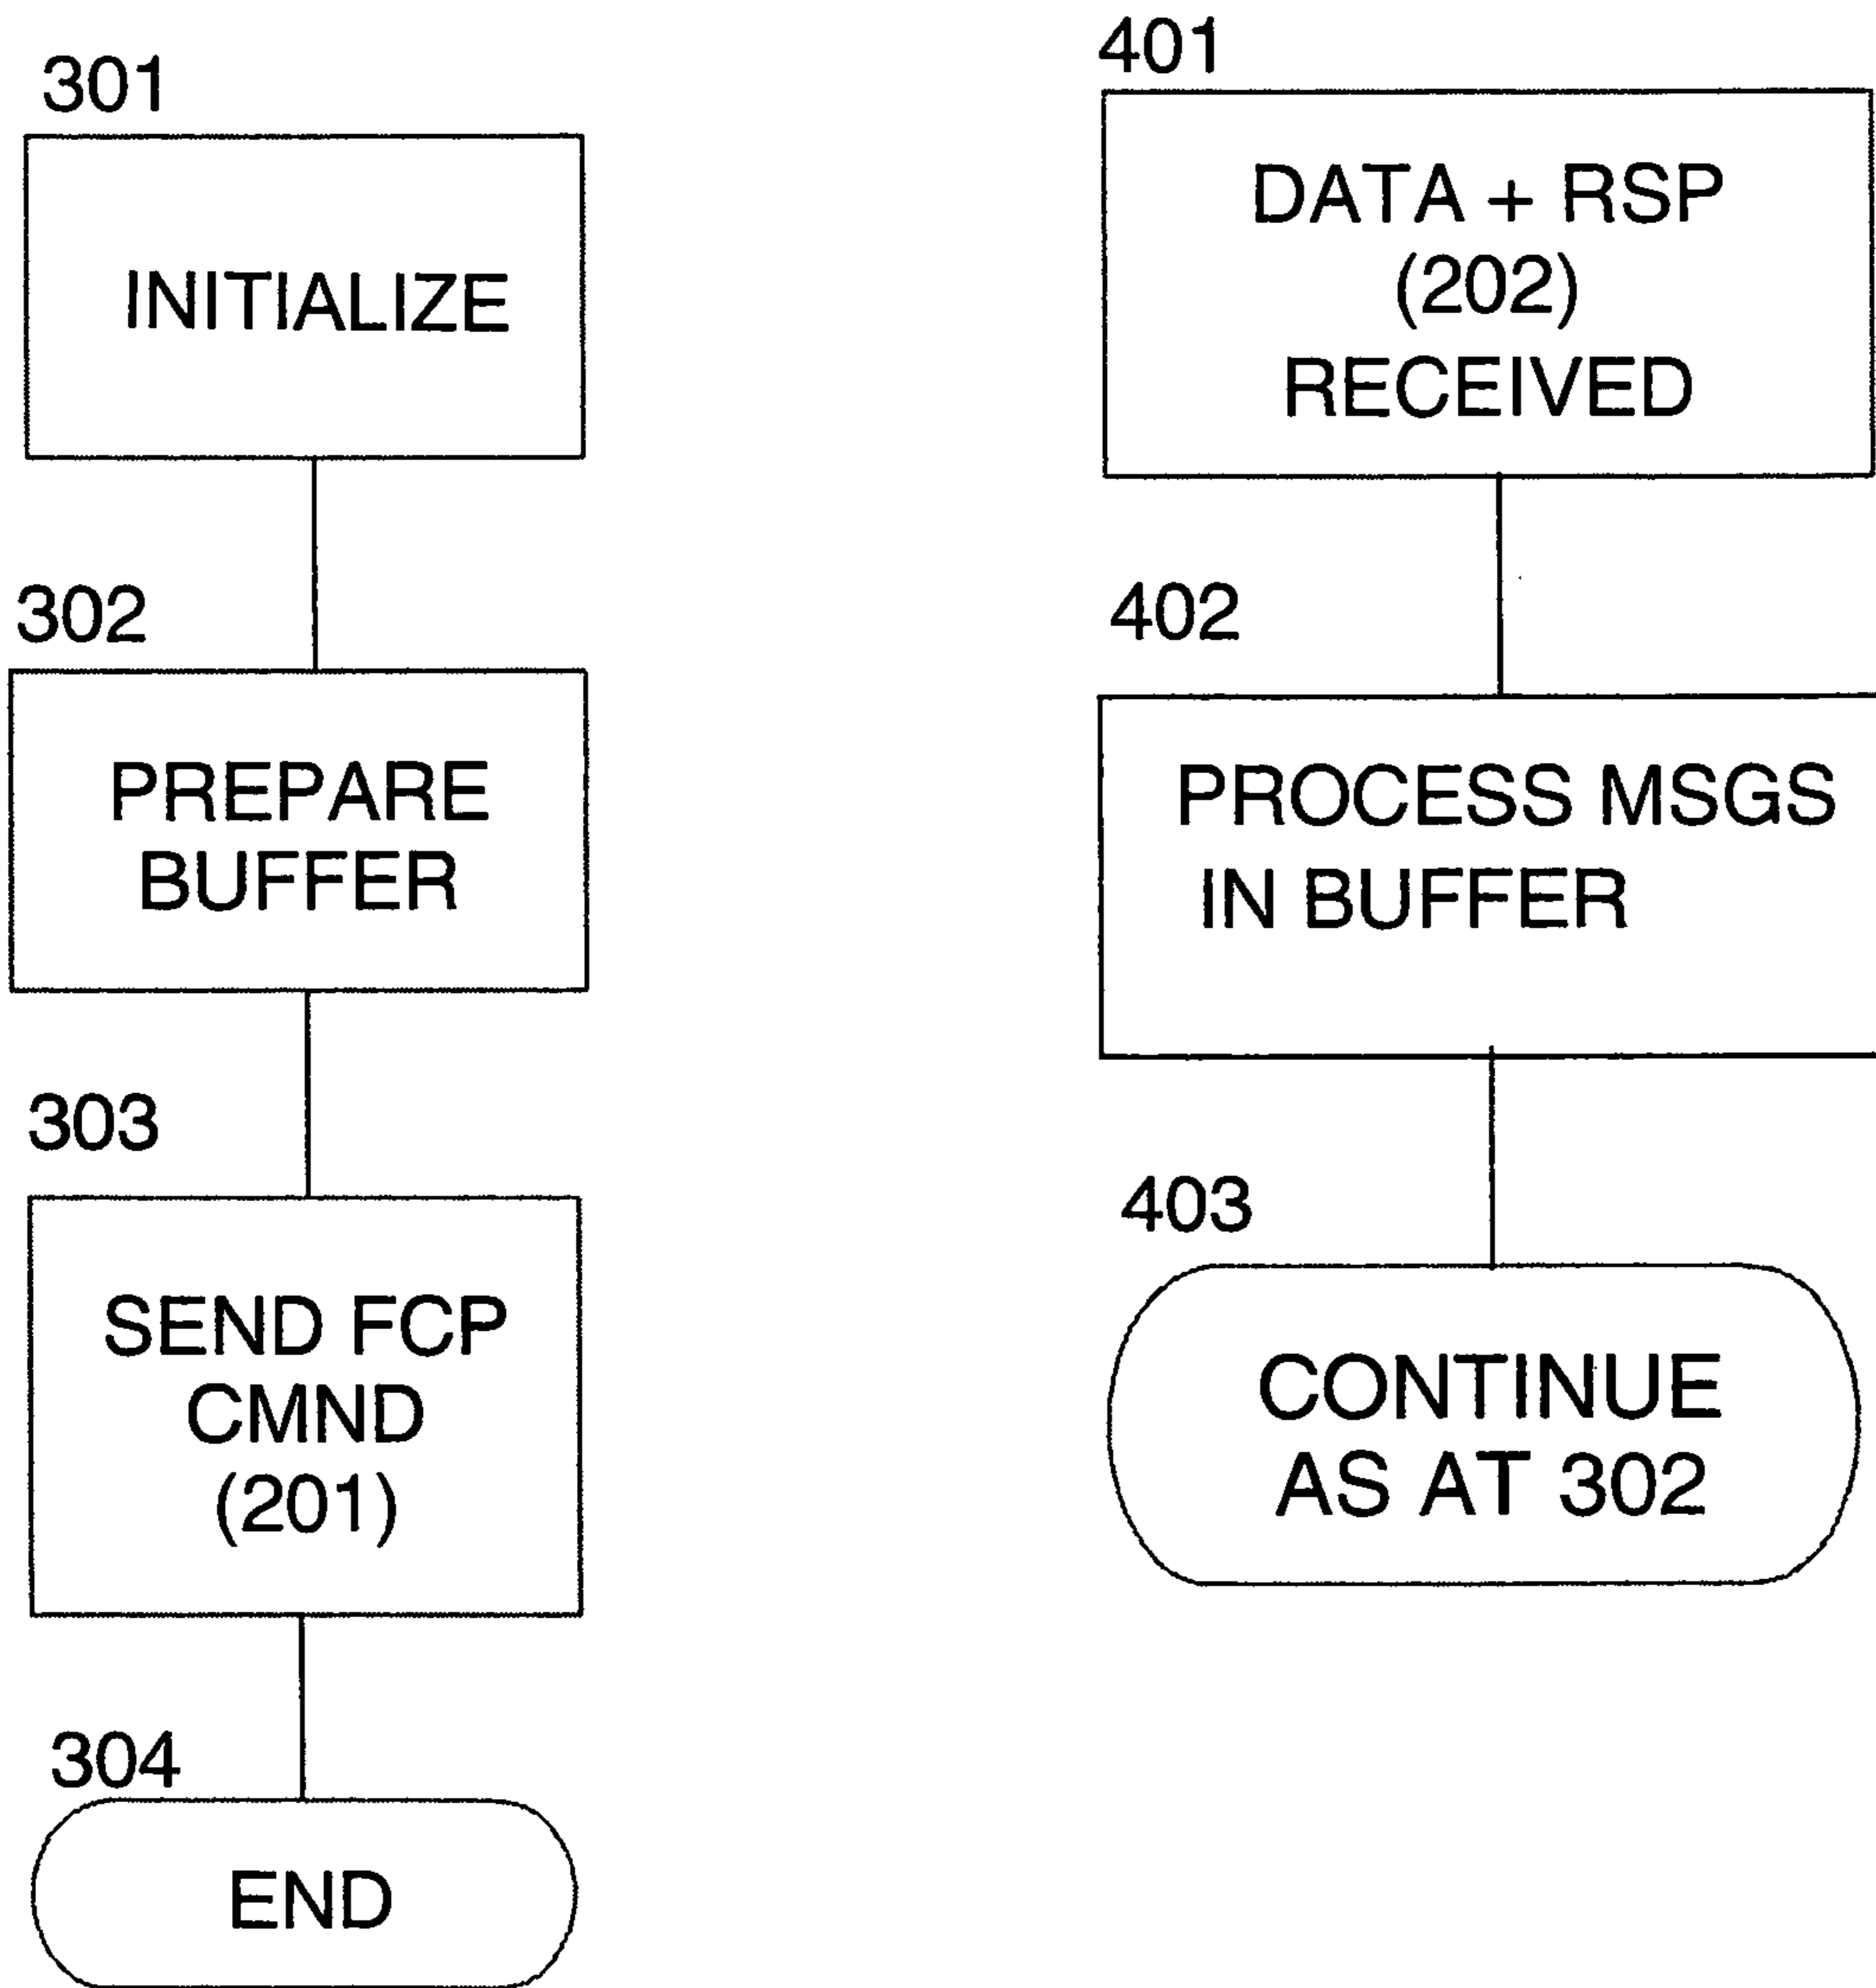 301
INITIALIZE
302
PREPARE
BUFFER
303
SEND FCP
CMND
(201)
304
END
401
DATA + RSP
(202)
RECEIVED
402
PROCESS MSGS
IN BUFFER
403
CONTINUE
AS AT 302